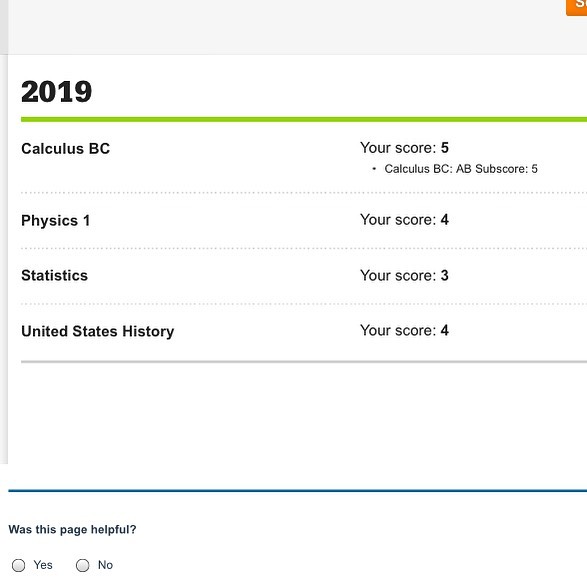 2019
Calculus BC Your score: 5
• Calculus BC: AB Subscore: 5
Physics 1 Your score: 4
Statistics Your score: 3
United States History Your score: 4
Was this page helpful?
Yes No